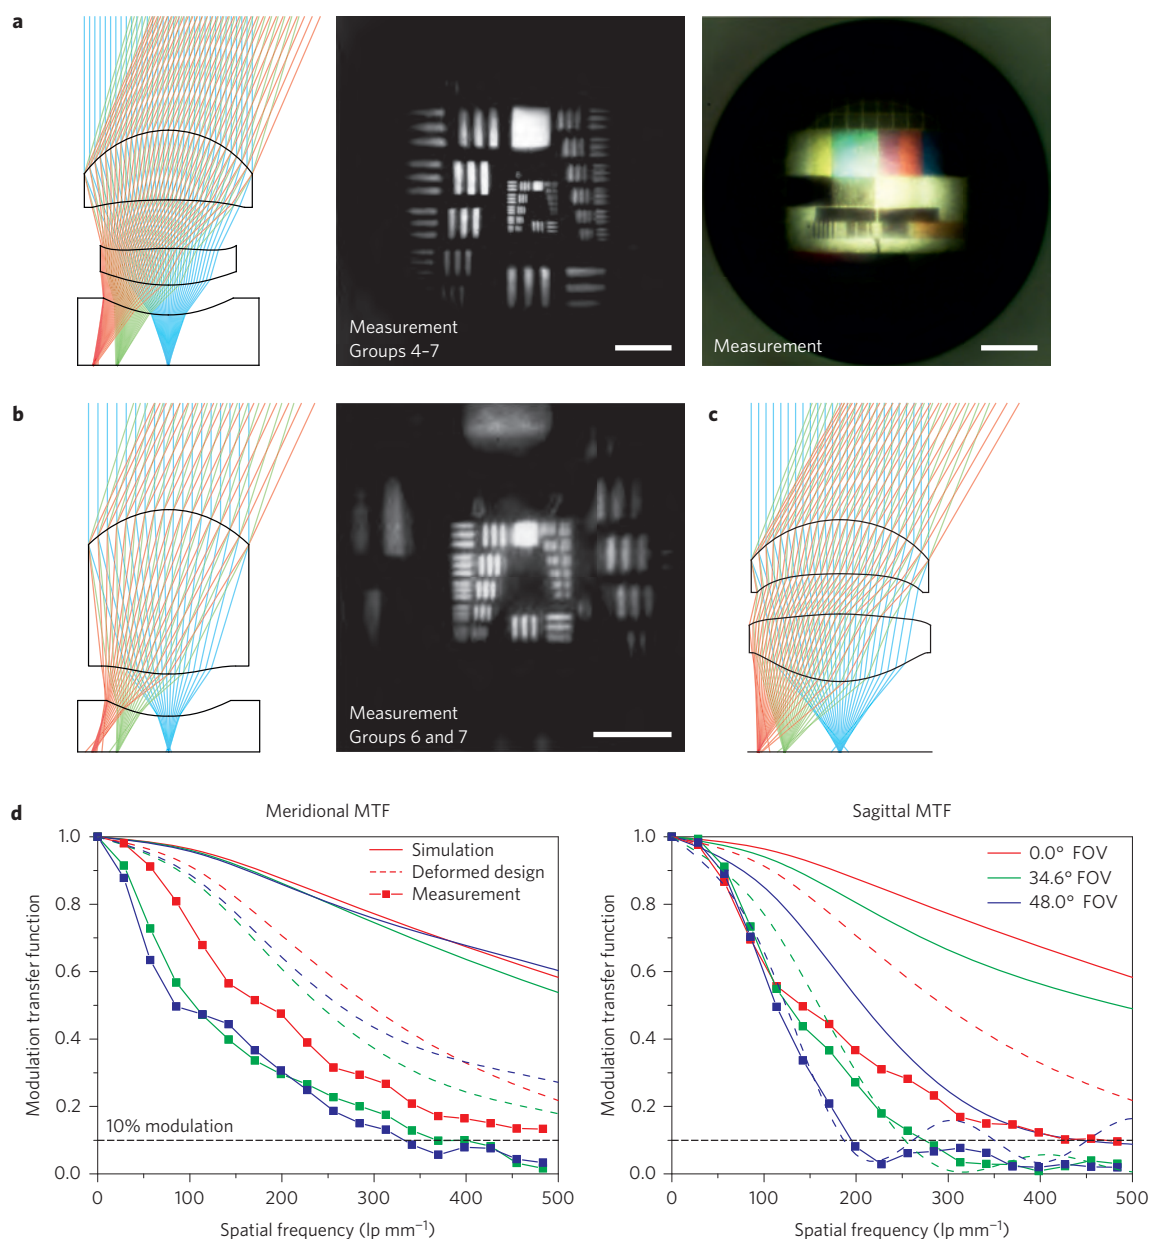 a
Measurement
Groups 4–7
Measurement
b
Measurement
Groups 6 and 7
c
d
Meridional MTF
Modulation transfer function
1.0
0.8
0.6
0.4
0.2
0.0
Simulation
Deformed design
Measurement
10% modulation
0 100 200 300 400 500
Spatial frequency (lp mm⁻¹)
Sagittal MTF
Modulation transfer function
1.0
0.8
0.6
0.4
0.2
0.0
0.0° FOV
34.6° FOV
48.0° FOV
0 100 200 300 400 500
Spatial frequency (lp mm⁻¹)